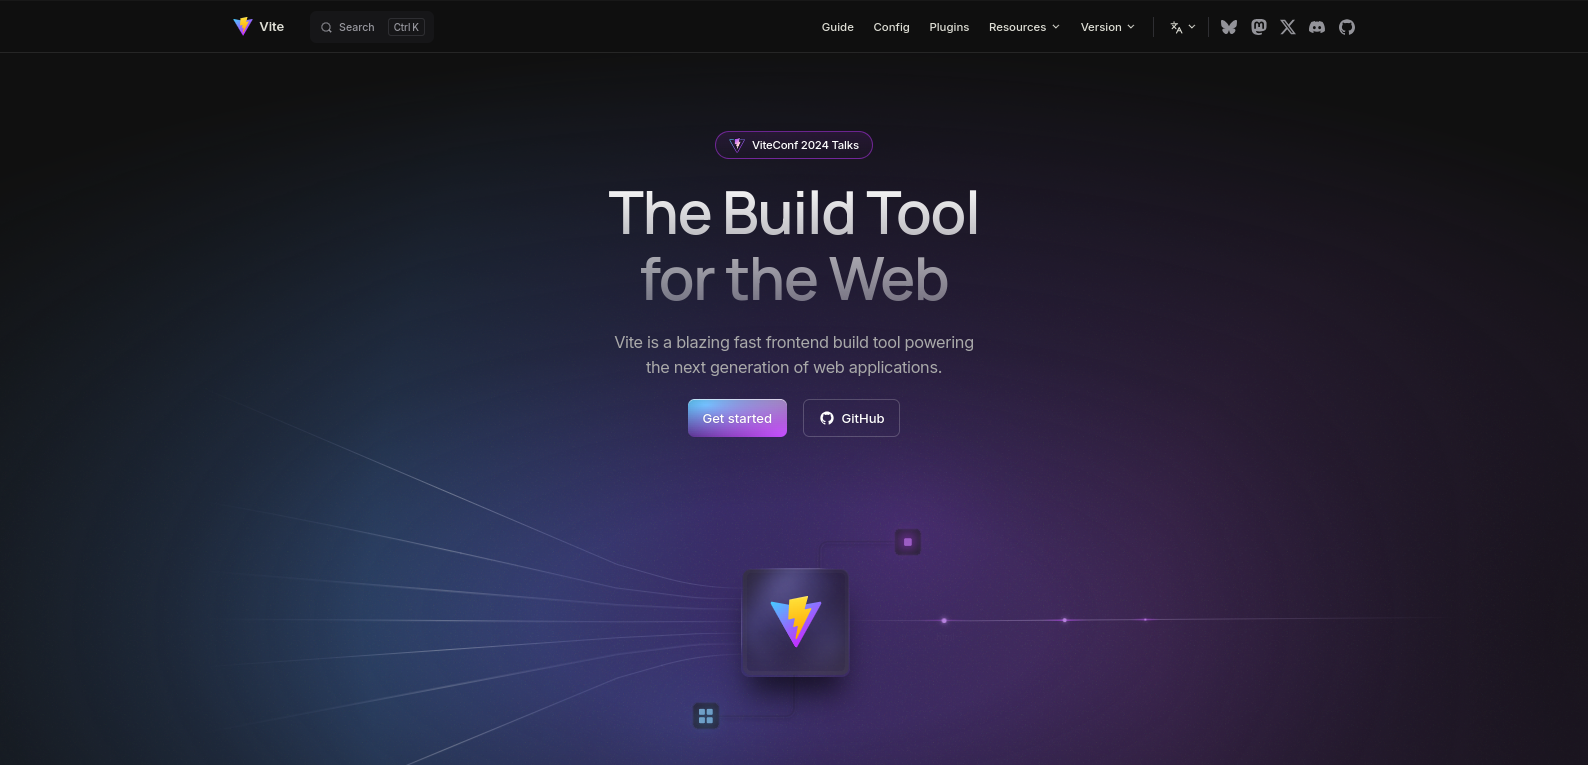 Vite
Search Ctrl K
Guide Config Plugins Resources Version
ViteConf 2024 Talks
The Build Tool
for the Web
Vite is a blazing fast frontend build tool powering
the next generation of web applications.
Get started GitHub